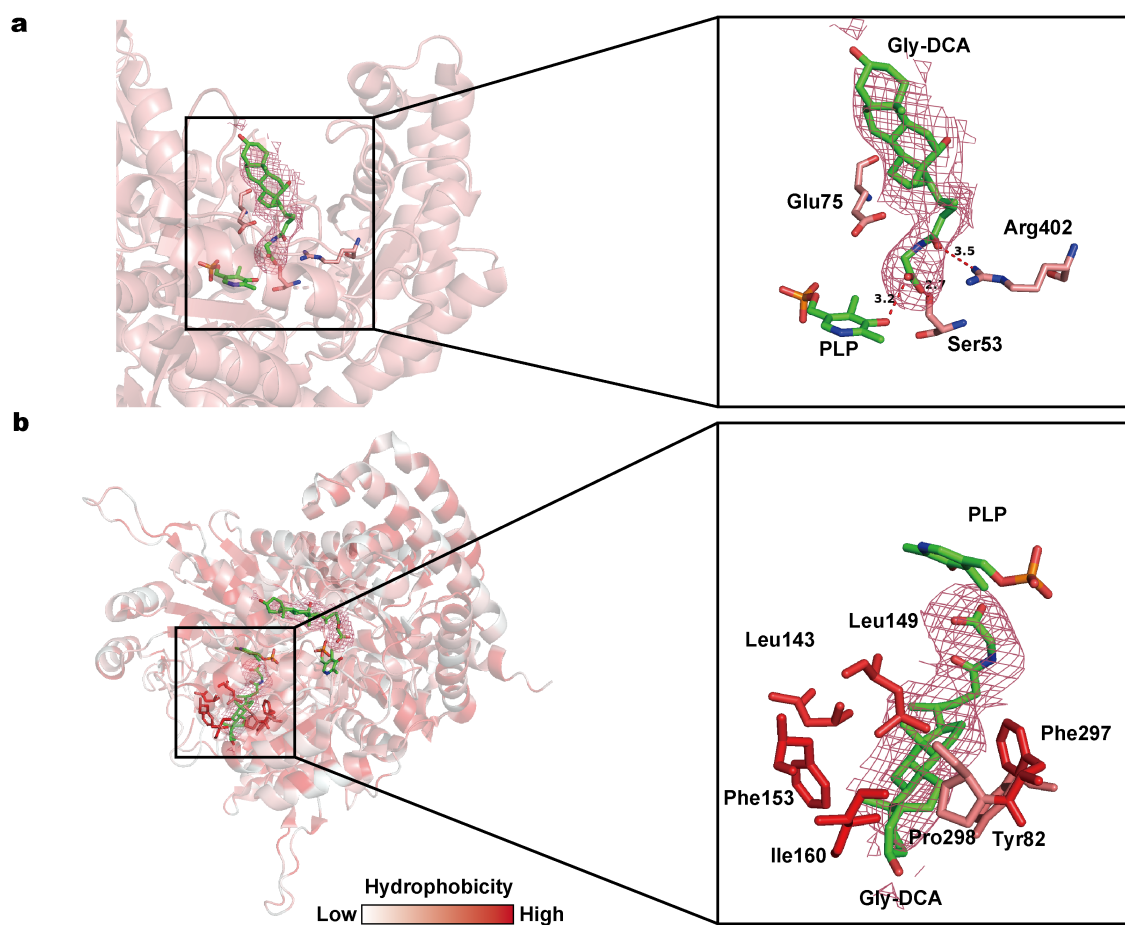 a
Gly-DCA
Glu75
Arg402
3.5
2.7
3.2
PLP
Ser53
b
PLP
Leu149
Leu143
Phe297
Phe153
Pro298
Tyr82
Ile160
Gly-DCA
Hydrophobicity
Low
High